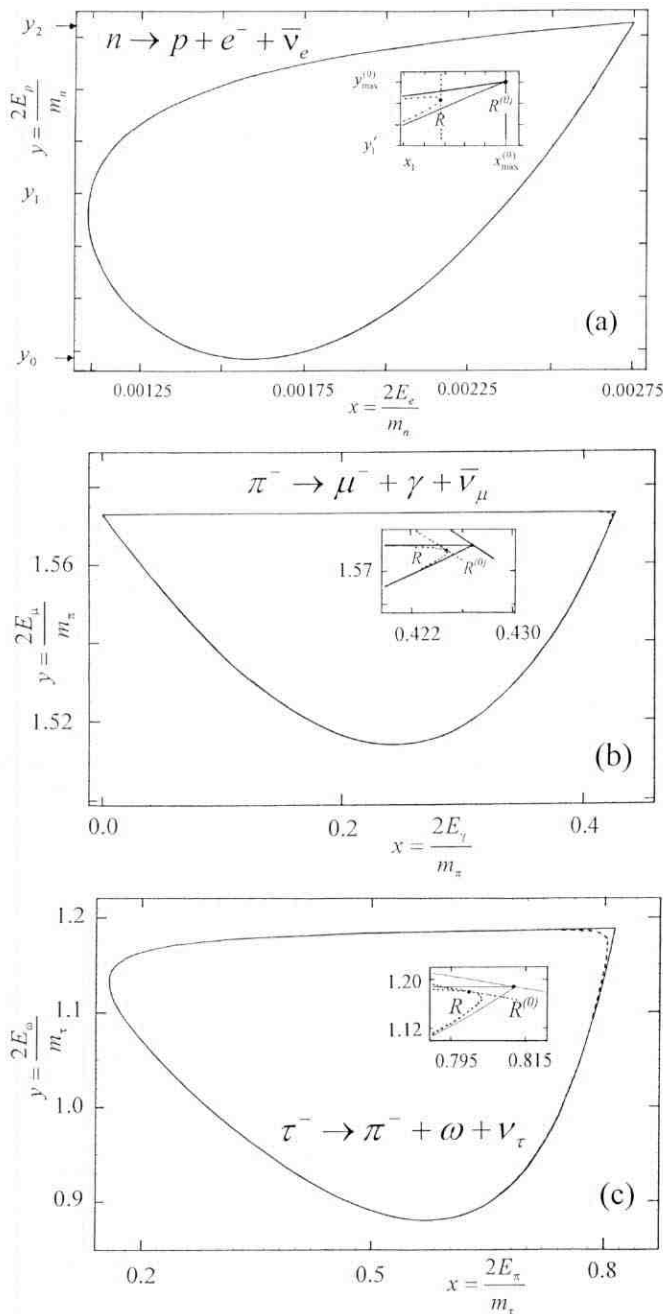 y₂
n → p + e⁻ + ν̄ₑ
y = 2Eₚ / mₙ
y₁
y₀
y⁽⁰⁾max
R
R⁽⁰⁾
y₁′
x₁
x⁽⁰⁾max
(a)
0.00125 0.00175 2 0.00225 0.00275
x = 2Eₑ / mₙ
π⁻ → μ⁻ + γ + ν̄μ
y = 2Eμ / mπ
1.56
1.52
1.57
R
R⁽⁰⁾
0.422 0.430
(b)
0.0 0.2 0.4
x = 2Eγ / mπ
1.2
1.1
1.0
0.9
y = 2Eω / mτ
1.20
1.12
R
R⁽⁰⁾
0.795 0.815
τ⁻ → π⁻ + ω + ντ
(c)
0.2 0.5 0.8
x = 2Eπ / mτ